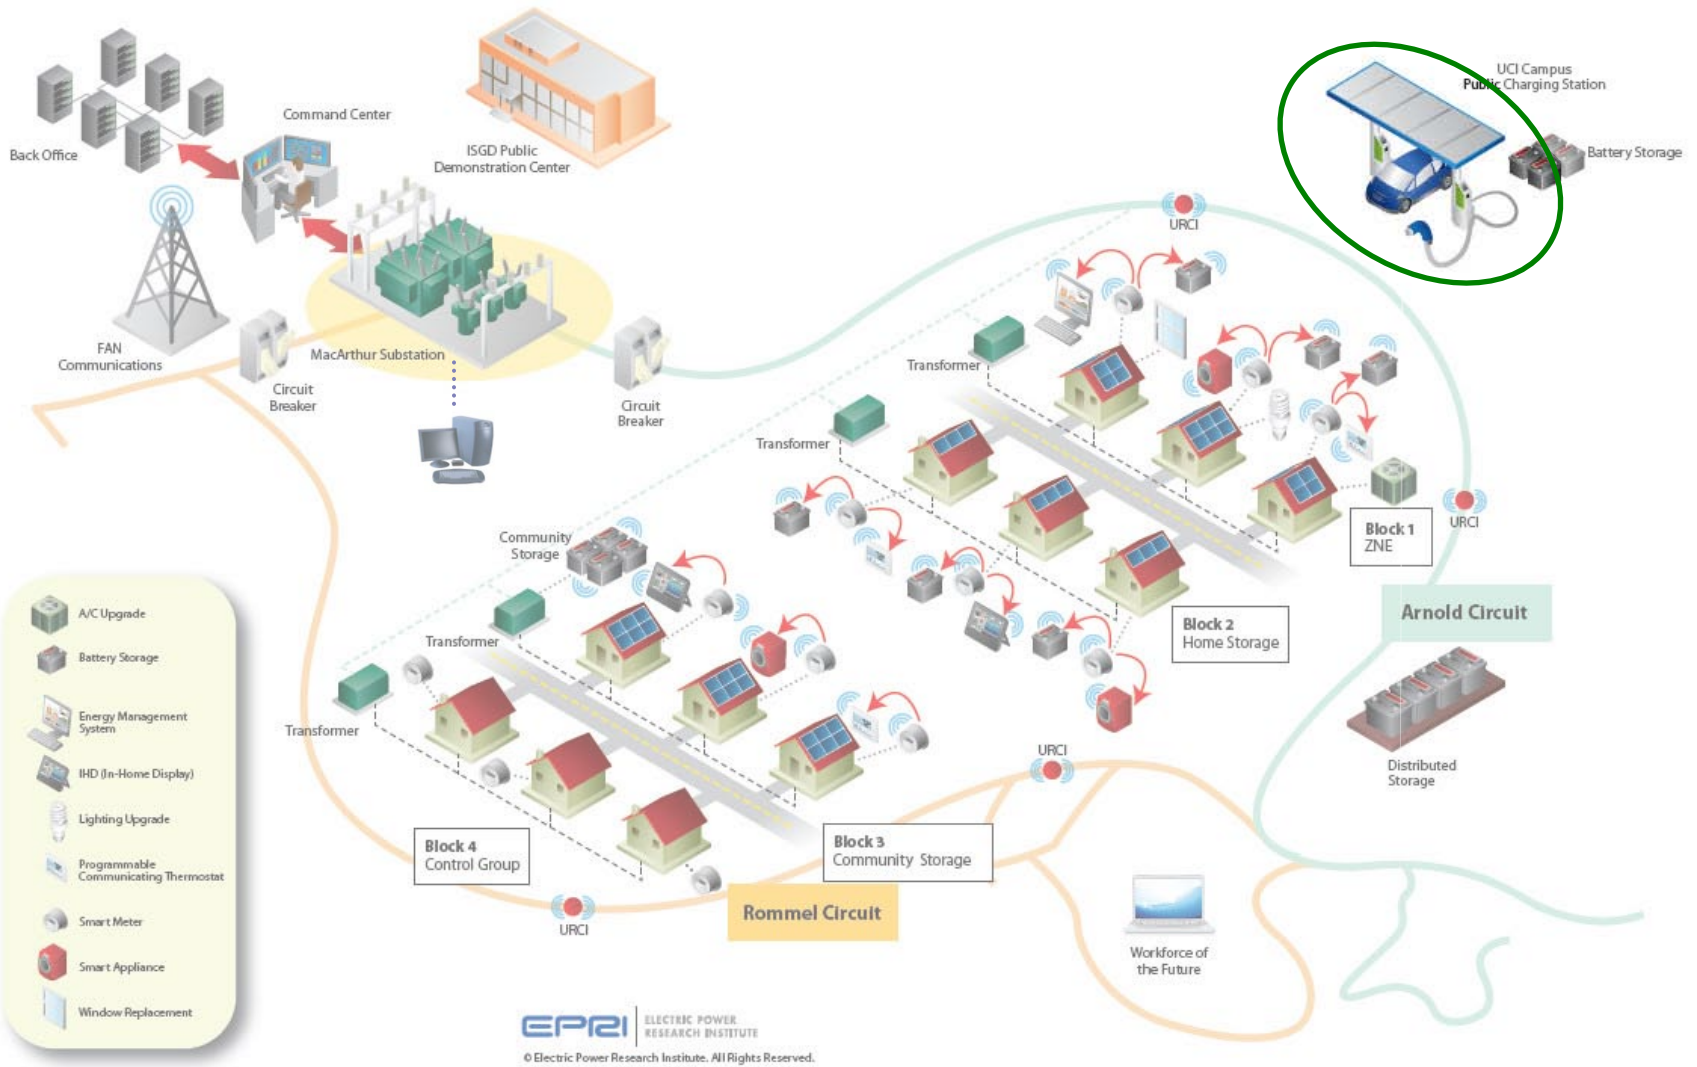 UCI Campus
Public Charging Station
Battery Storage
Command Center
Back Office
ISGD Public
Demonstration Center
URCI
FAN
Communications
MacArthur Substation
Circuit
Breaker
Circuit
Breaker
Transformer
Transformer
Community
Storage
Transformer
Transformer
Block 1
ZNE
URCI
Arnold Circuit
Block 2
Home Storage
Distributed
Storage
URCI
Block 3
Community Storage
Block 4
Control Group
Rommel Circuit
URCI
Workforce of
the Future
A/C Upgrade
Battery Storage
Energy Management
System
IHD (In-Home Display)
Lighting Upgrade
Programmable
Communicating Thermostat
Smart Meter
Smart Appliance
Window Replacement
EPRI
ELECTRIC POWER
RESEARCH INSTITUTE
© Electric Power Research Institute. All Rights Reserved.